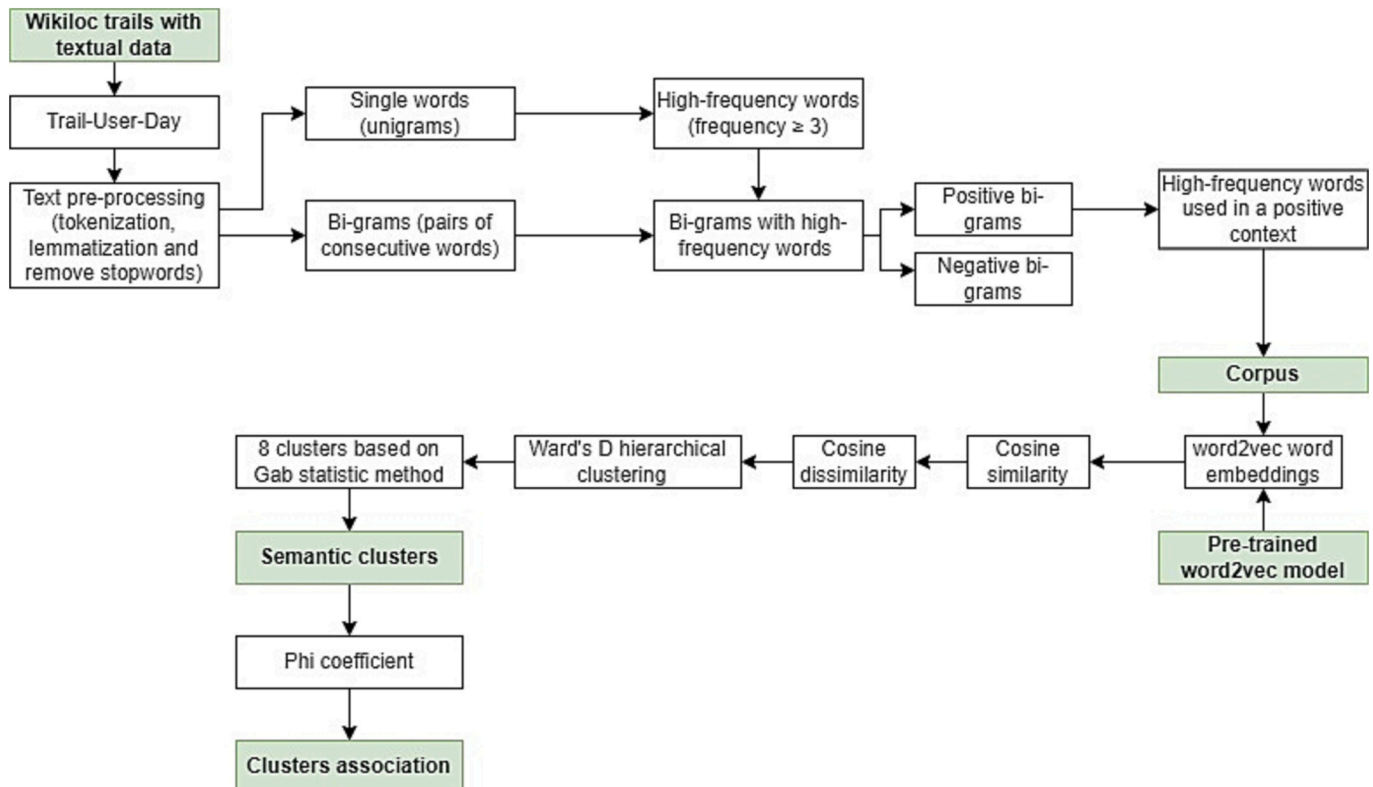 Wikiloc trails with
textual data
Trail-User-Day
Text pre-processing
(tokenization,
lemmatization and
remove stopwords)
Single words
(unigrams)
High-frequency words
(frequency ≥ 3)
Bi-grams (pairs of
consecutive words)
Bi-grams with high-
frequency words
Positive bi-
grams
Negative bi-
grams
High-frequency words
used in a positive
context
Corpus
word2vec word
embeddings
Pre-trained
word2vec model
Cosine
similarity
Cosine
dissimilarity
Ward's D hierarchical
clustering
8 clusters based on
Gab statistic method
Semantic clusters
Phi coefficient
Clusters association